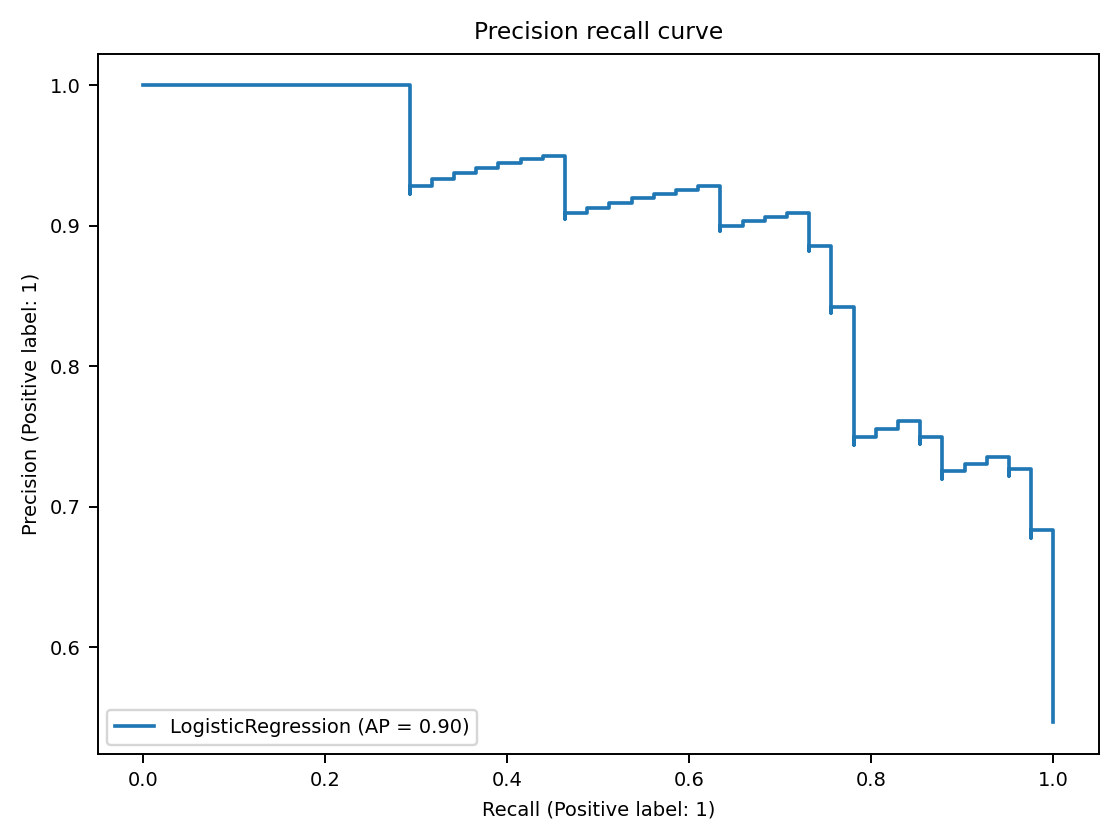 Precision recall curve
1.0
0.9
0.8
0.7
0.6
Precision (Positive label: 1)
LogisticRegression (AP = 0.90)
0.0 0.2 0.4 0.6 0.8 1.0
Recall (Positive label: 1)